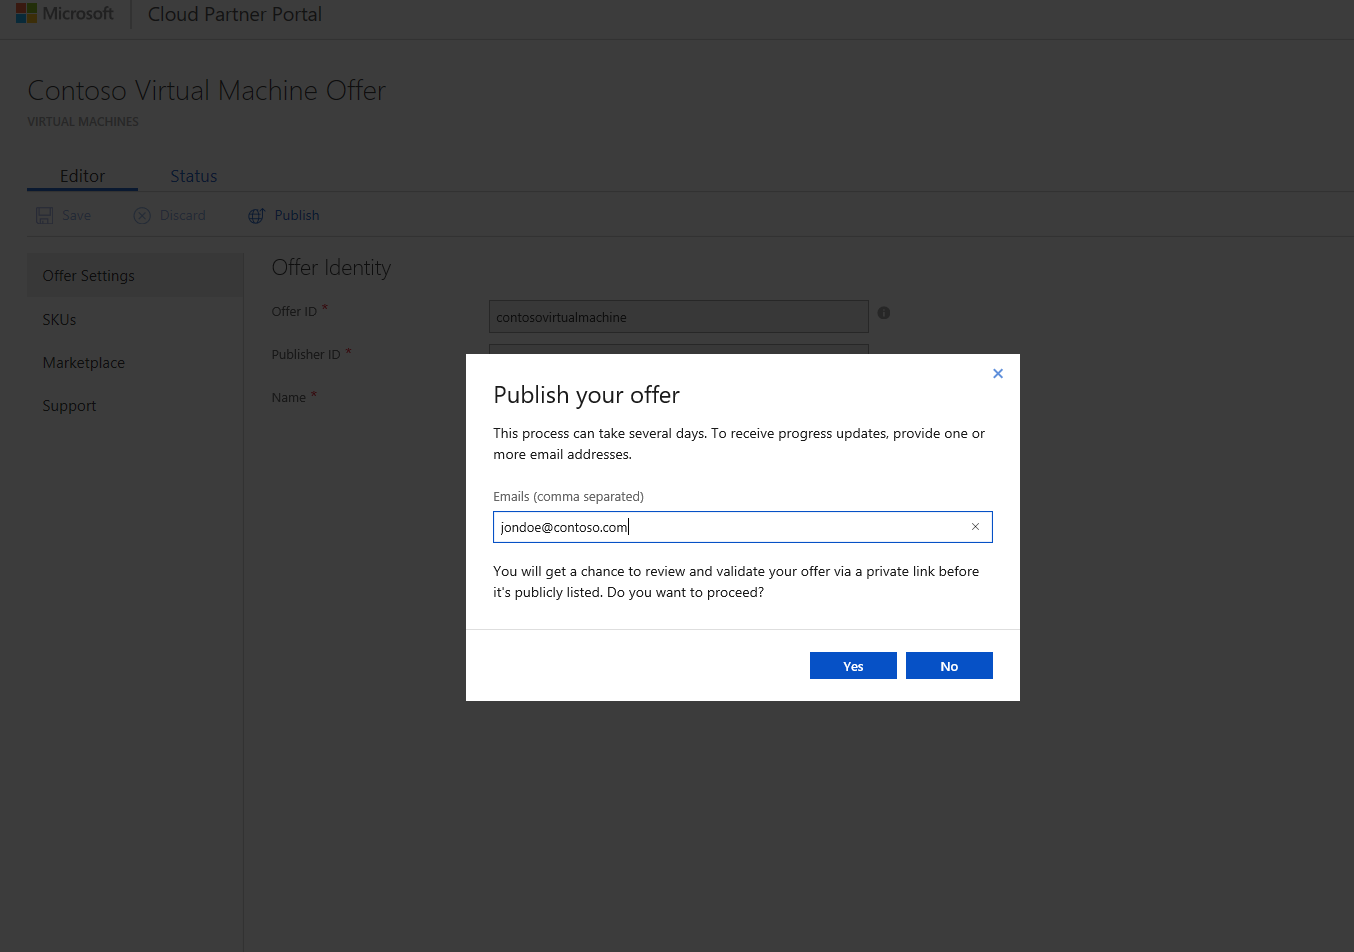 Microsoft Cloud Partner Portal
Contoso Virtual Machine Offer
VIRTUAL MACHINES
Editor Status
Save Discard Publish
Offer Settings
SKUs
Marketplace
Support
Offer Identity
Offer ID *
contosovirtualmachine
Publisher ID *
Name *
Publish your offer
This process can take several days. To receive progress updates, provide one or
more email addresses.
Emails (comma separated)
jondoe@contoso.com
You will get a chance to review and validate your offer via a private link before
it's publicly listed. Do you want to proceed?
Yes No